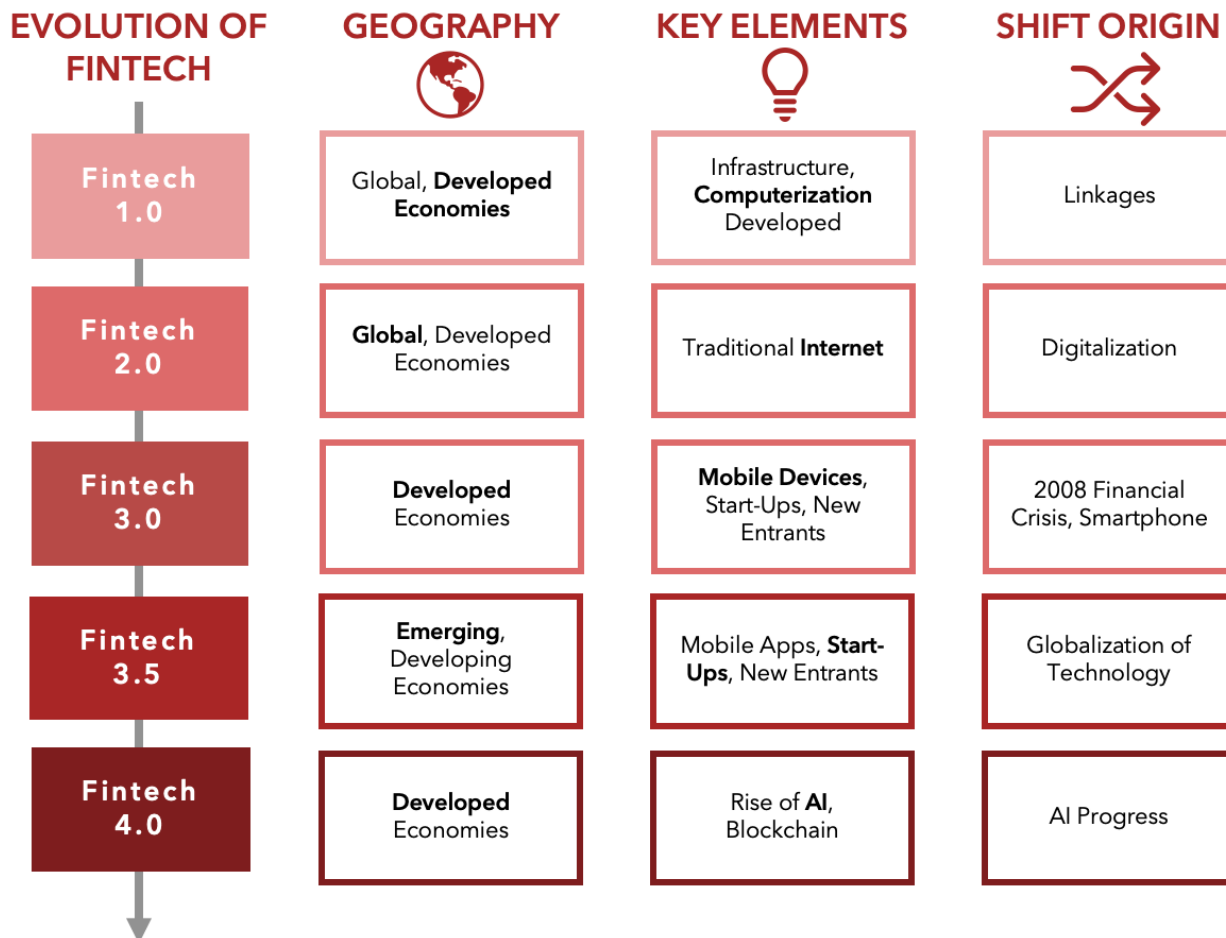 EVOLUTION OF
FINTECH
GEOGRAPHY
KEY ELEMENTS
SHIFT ORIGIN
Fintech
1.0
Global, Developed
Economies
Infrastructure,
Computerization
Developed
Linkages
Fintech
2.0
Global, Developed
Economies
Traditional Internet
Digitalization
Fintech
3.0
Developed
Economies
Mobile Devices,
Start-Ups, New
Entrants
2008 Financial
Crisis, Smartphone
Fintech
3.5
Emerging,
Developing
Economies
Mobile Apps, Start-
Ups, New Entrants
Globalization of
Technology
Fintech
4.0
Developed
Economies
Rise of AI,
Blockchain
AI Progress